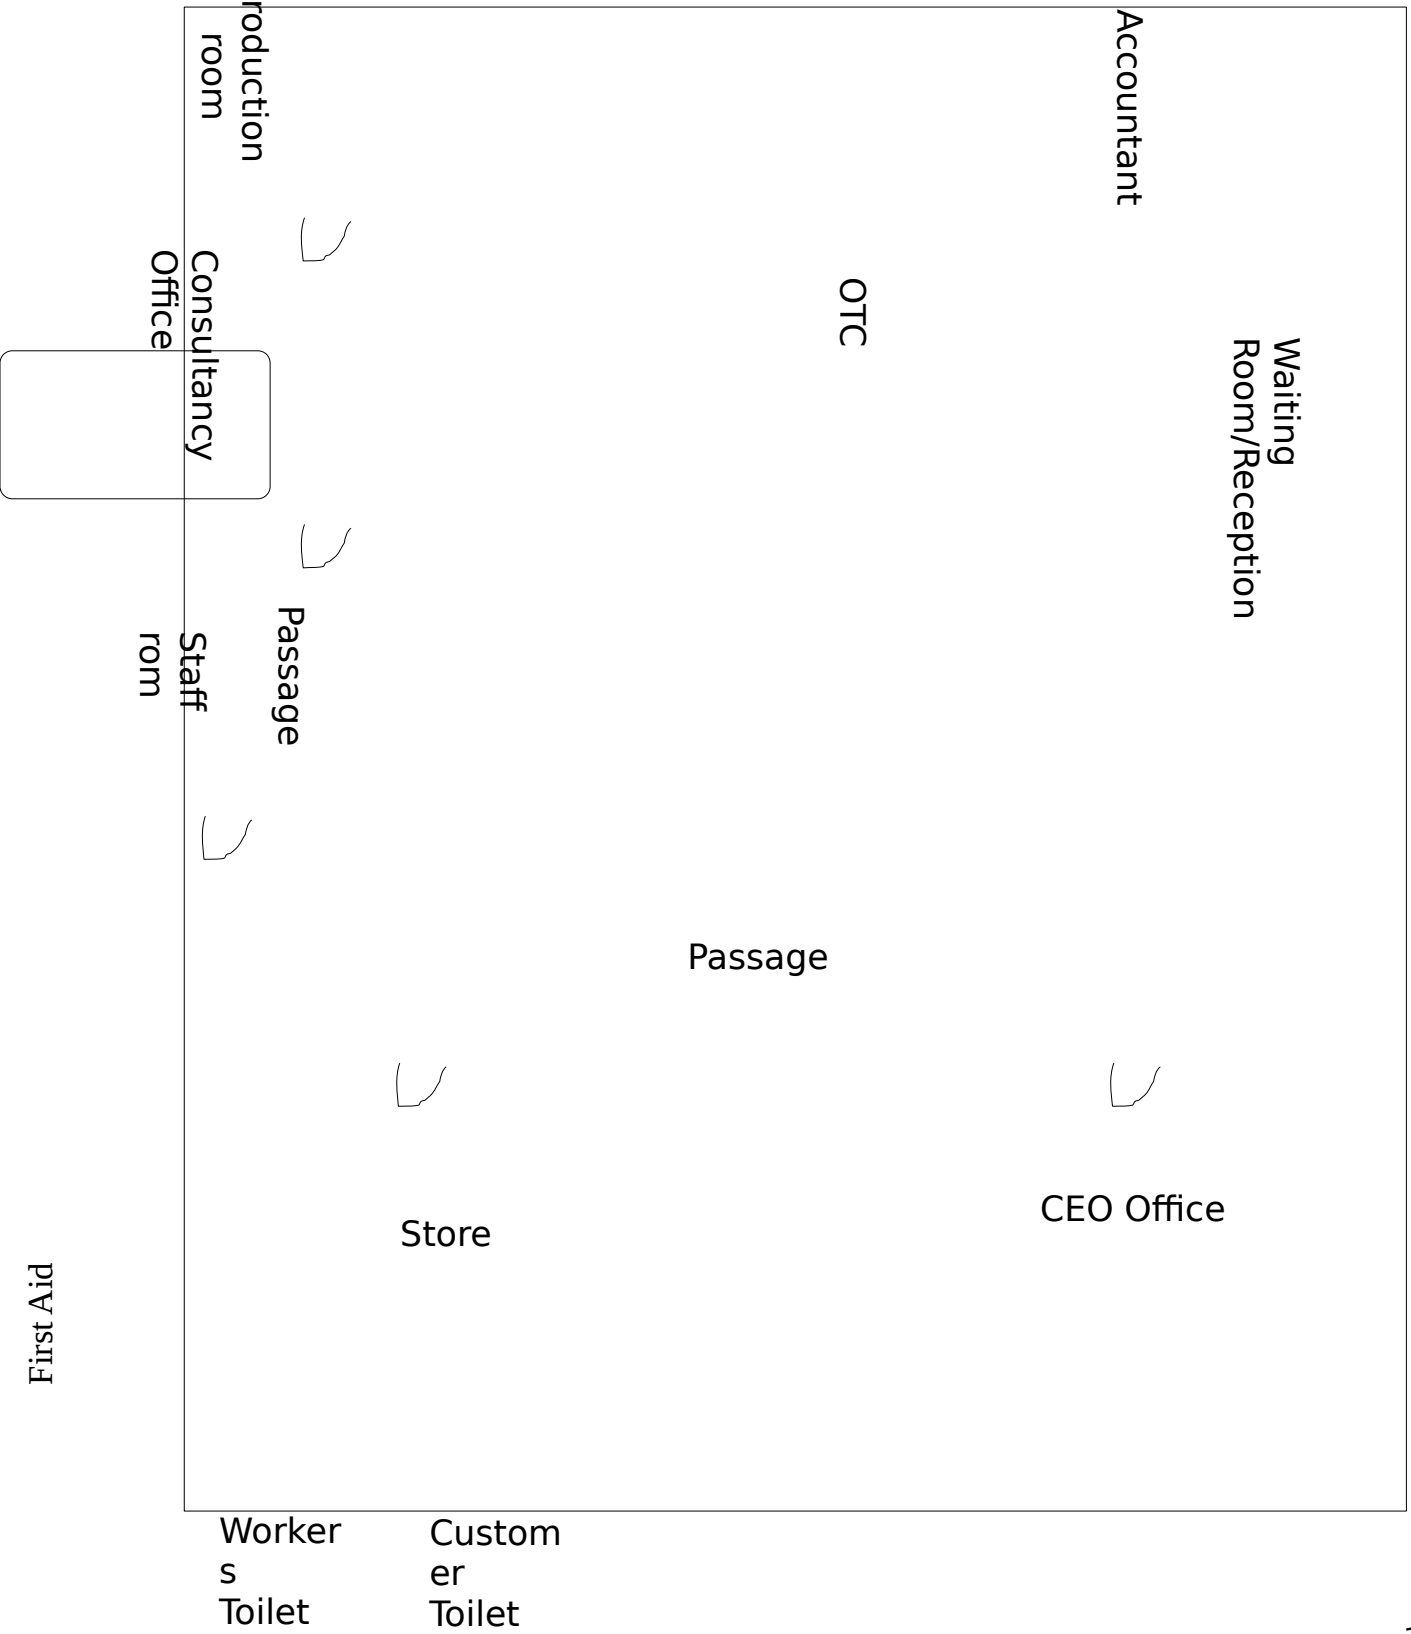 roduction
room
Accountant
Consultancy
Office
OTC
Waiting
Room/Reception
Passage
Staff
rom
Passage
CEO Office
Store
First Aid
Worker
s
Toilet
Custom
er
Toilet